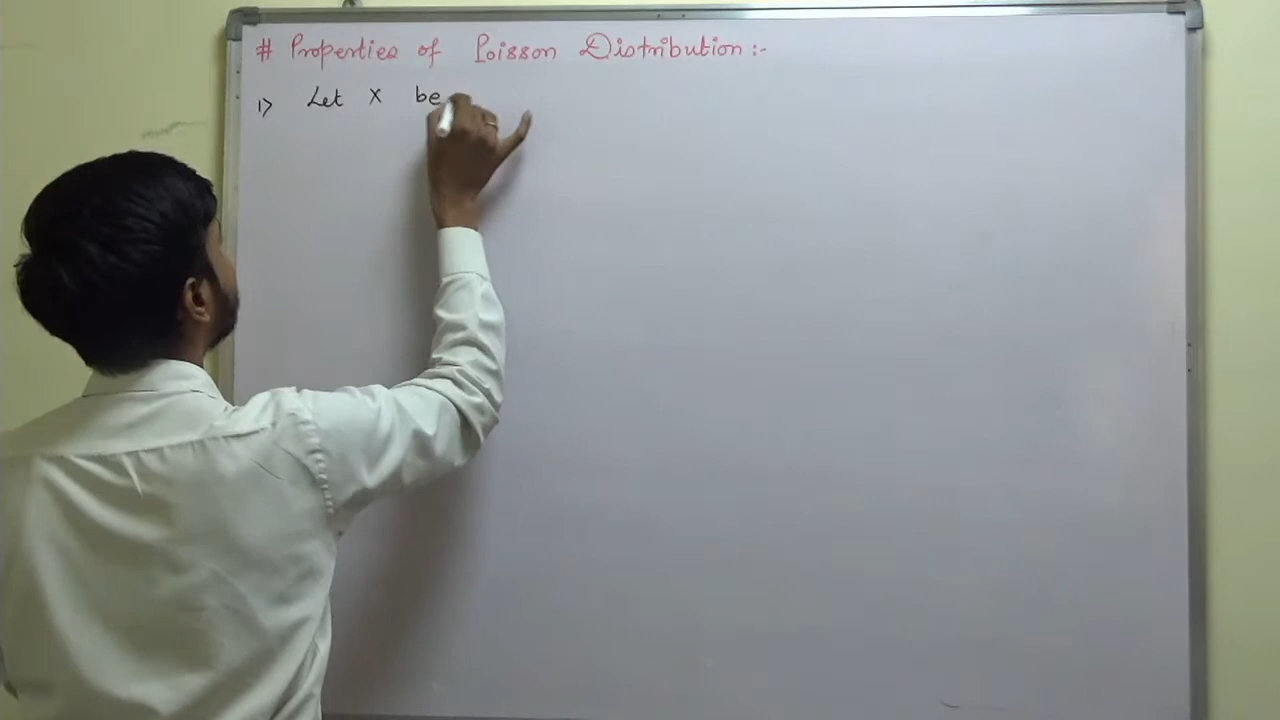 # Properties of Poisson Distribution :-
1> Let X be